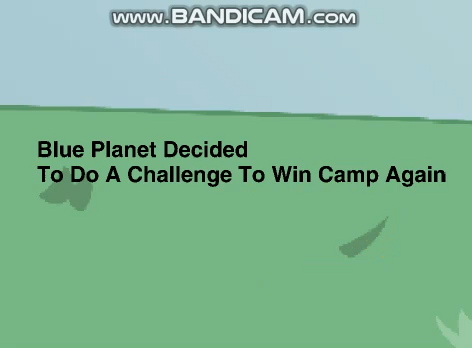 www.BANDICAM.com
Blue Planet Decided
To Do A Challenge To Win Camp Again